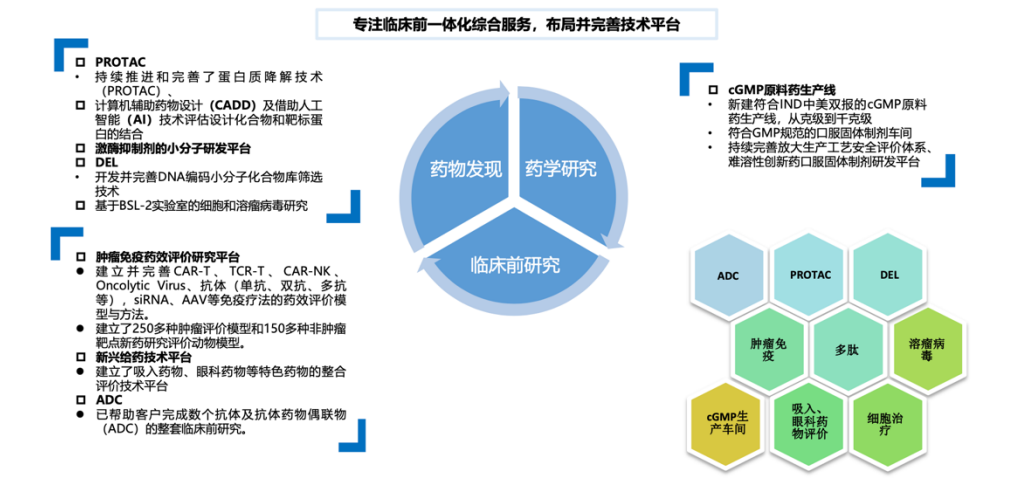 专注临床前一体化综合服务，布局并完善技术平台
PROTAC
持续推进和完善了蛋白质降解技术
（PROTAC）、
计算机辅助药物设计（CADD）及借助人工
智能（AI）技术评估设计化合物和靶标蛋
白的结合
激酶抑制剂的小分子研发平台
DEL
开发并完善DNA编码小分子化合物库筛选
技术
基于BSL-2实验室的细胞和溶瘤病毒研究
肿瘤免疫药效评价研究平台
建立并完善CAR-T、TCR-T、CAR-NK、
Oncolytic Virus、抗体（单抗、双抗、多抗
等），siRNA、AAV等免疫疗法的药效评价模
型与方法。
建立了250多种肿瘤评价模型和150多种非肿瘤
靶点新药研究评价动物模型。
新兴给药技术平台
建立了吸入药物、眼科药物等特色药物的整合
评价技术平台
ADC
已帮助客户完成数个抗体及抗体药物偶联物
（ADC）的整套临床前研究。
药物发现
药学研究
临床前研究
cGMP原料药生产线
新建符合IND中美双报的cGMP原料
药生产线，从克级到千克级
符合GMP规范的口服固体制剂车间
持续完善放大生产工艺安全评价体系、
难溶性创新药口服固体制剂研发平台
ADC
PROTAC
DEL
肿瘤免
疫
多肽
溶瘤病
毒
cGMP生
产车间
吸入、
眼科药
物评价
细胞治
疗